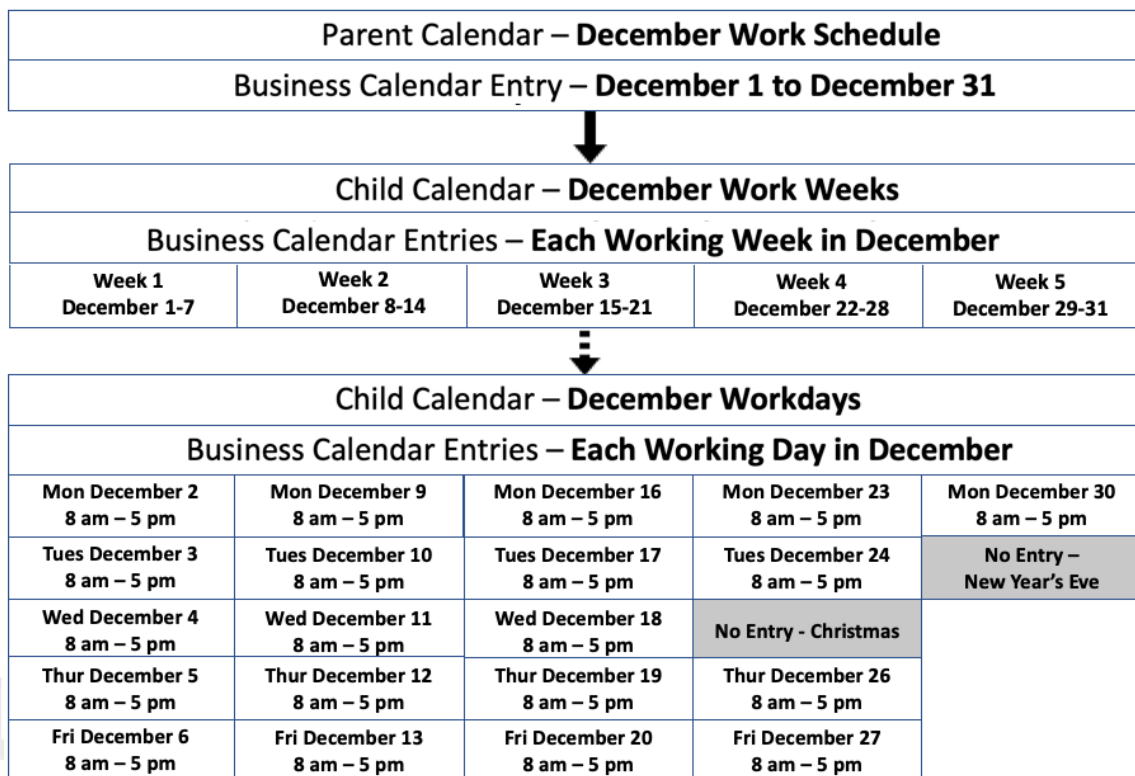 Parent Calendar – December Work Schedule
Business Calendar Entry – December 1 to December 31
Child Calendar – December Work Weeks
Business Calendar Entries – Each Working Week in December
Week 1
December 1-7
Week 2
December 8-14
Week 3
December 15-21
Week 4
December 22-28
Week 5
December 29-31
Child Calendar – December Workdays
Business Calendar Entries – Each Working Day in December
Mon December 2
8 am – 5 pm
Mon December 9
8 am – 5 pm
Mon December 16
8 am – 5 pm
Mon December 23
8 am – 5 pm
Mon December 30
8 am – 5 pm
Tues December 3
8 am – 5 pm
Tues December 10
8 am – 5 pm
Tues December 17
8 am – 5 pm
Tues December 24
8 am – 5 pm
No Entry –
New Year's Eve
Wed December 4
8 am – 5 pm
Wed December 11
8 am – 5 pm
Wed December 18
8 am – 5 pm
No Entry - Christmas
Thur December 5
8 am – 5 pm
Thur December 12
8 am – 5 pm
Thur December 19
8 am – 5 pm
Thur December 26
8 am – 5 pm
Fri December 6
8 am – 5 pm
Fri December 13
8 am – 5 pm
Fri December 20
8 am – 5 pm
Fri December 27
8 am – 5 pm